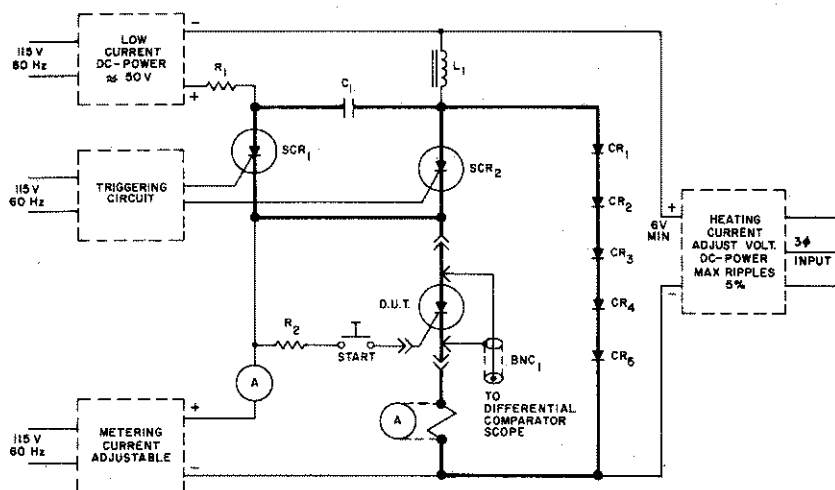 LOW
CURRENT
DC-POWER
≈ 50 V
115 V
60 Hz
−
+
R1
C1
L1
SCR1
SCR2
CR1
CR2
CR3
CR4
CR5
115 V
60 Hz
TRIGGERING
CIRCUIT
+
6V
MIN
−
HEATING
CURRENT
ADJUST VOLT.
DC-POWER
MAX RIPPLES
5%
3ϕ
INPUT
D.U.T.
R2
START
BNC1
TO
DIFFERENTIAL
COMPARATOR
SCOPE
A
A
115 V
60 Hz
METERING
CURRENT
ADJUSTABLE
+
−